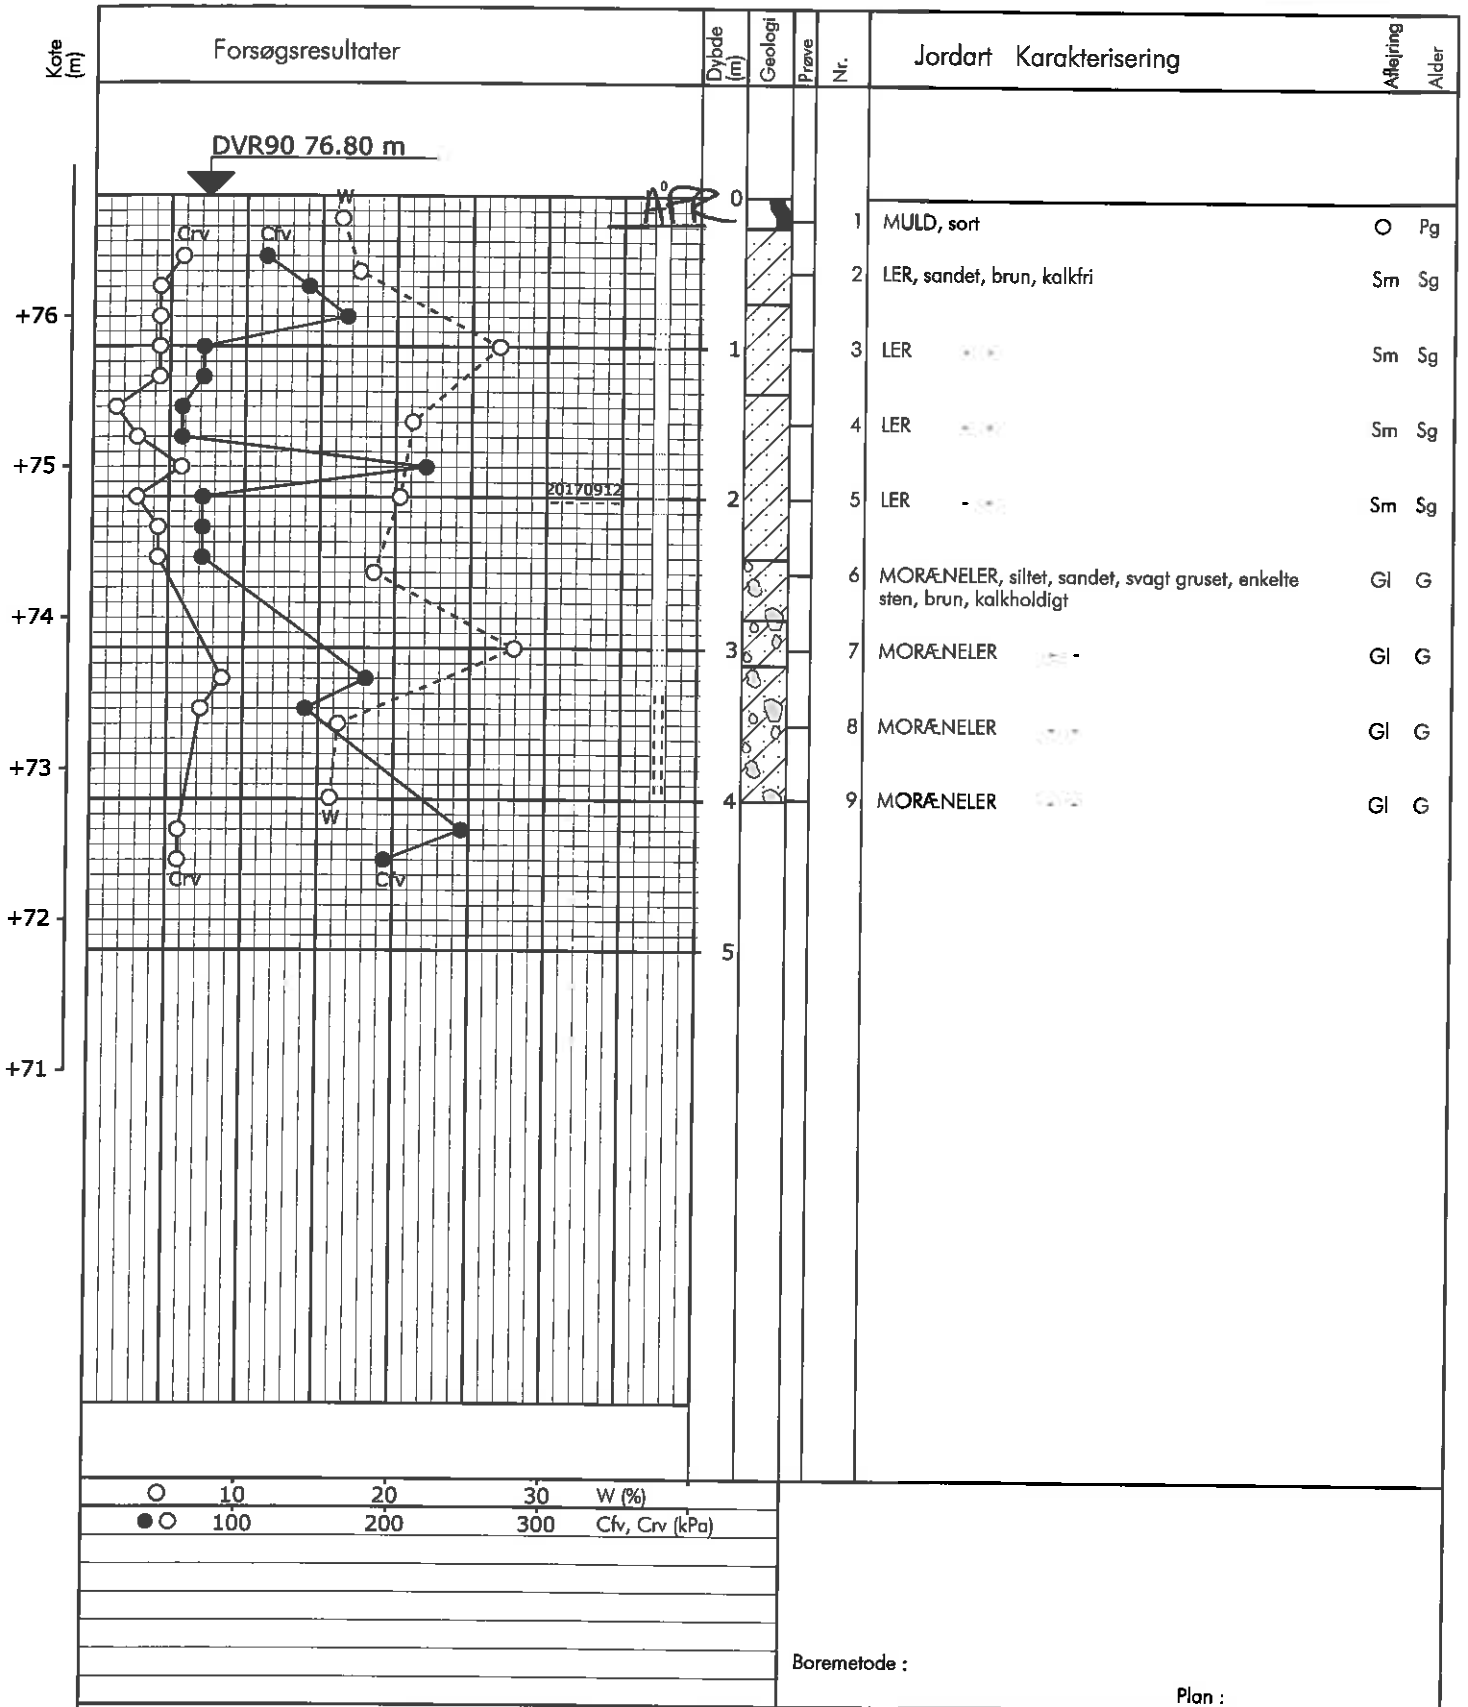 Kote (m)
Forsøgsresultater
Dybde (m)
Geologi
Prøve
Nr.
Jordart Karakterisering
Aflejring
Alder
DVR90 76.80 m
W
0
Crv Cfv
1 MULD, sort O Pg
2 LER, sandet, brun, kalkfri Sm Sg
+76
1
3 LER - - Sm Sg
4 LER - - Sm Sg
+75
20170912
2
5 LER - - Sm Sg
6 MORÆNELER, siltet, sandet, svagt gruset, enkelte Gl G
sten, brun, kalkholdigt
+74
3
7 MORÆNELER - - Gl G
8 MORÆNELER - - Gl G
+73
4
9 MORÆNELER - - Gl G
W
Crv Cfv
+72
5
+71
10 20 30 W (%)
100 200 300 Cfv, Crv (kPa)
Boremetode :
Plan :